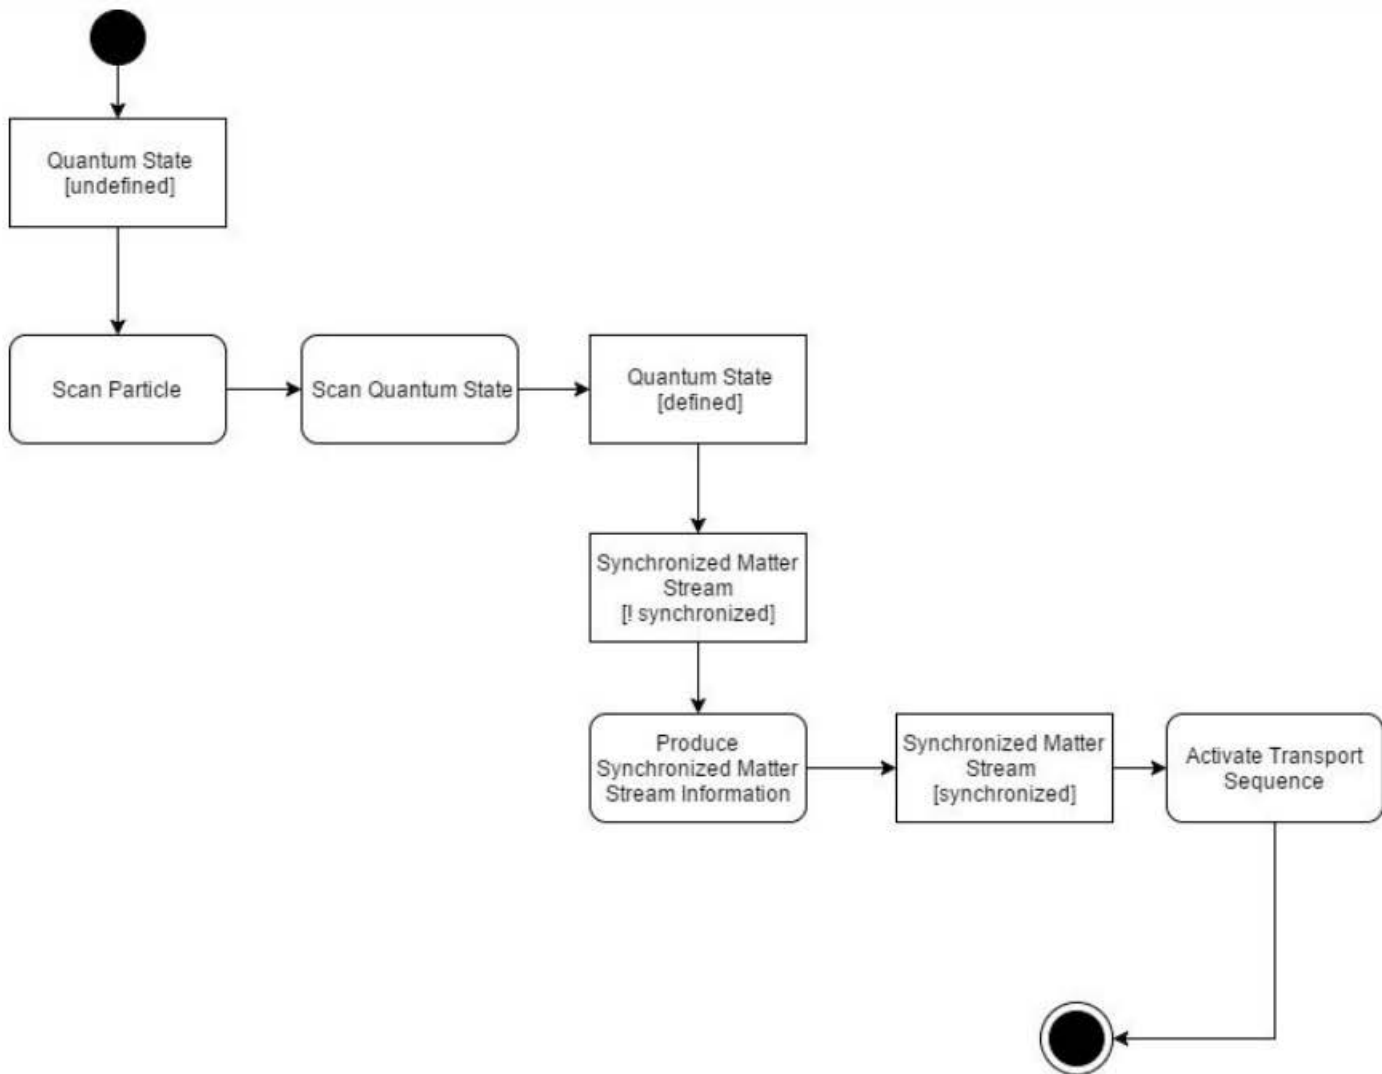 Quantum State
[undefined]
Scan Particle
Scan Quantum State
Quantum State
[defined]
Synchronized Matter
Stream
[! synchronized]
Produce
Synchronized Matter
Stream Information
Synchronized Matter
Stream
[synchronized]
Activate Transport
Sequence